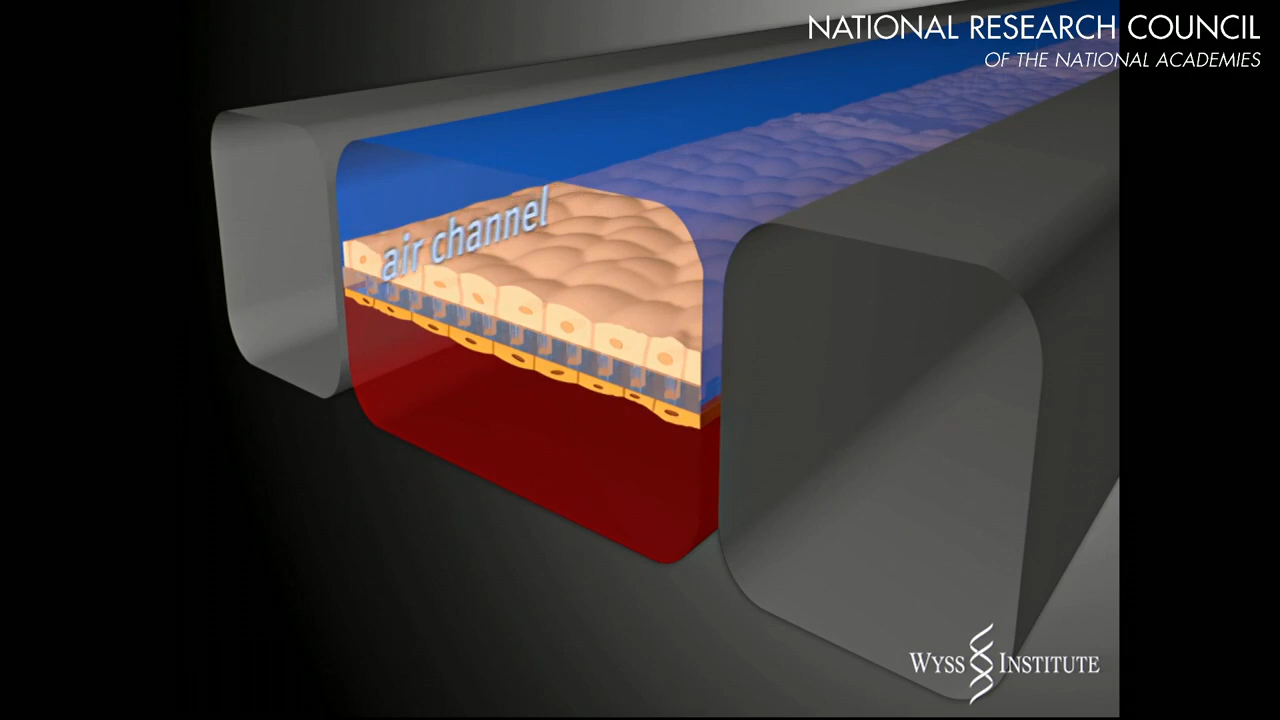 NATIONAL RESEARCH COUNCIL
OF THE NATIONAL ACADEMIES
air channel
WYSS INSTITUTE